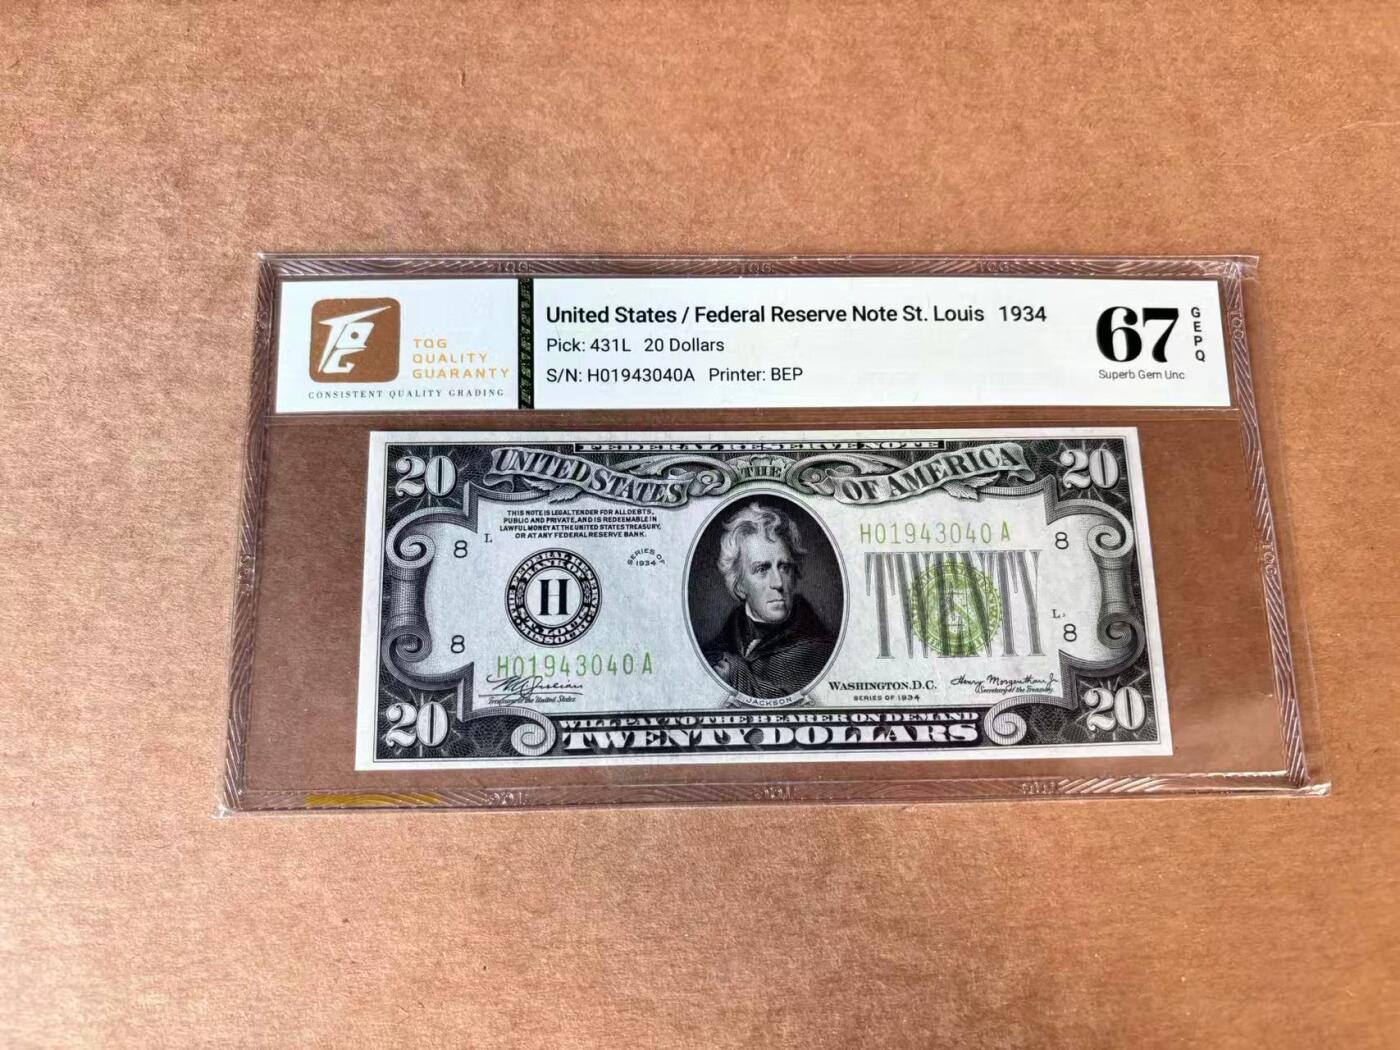 TQG
QUALITY
GUARANTY
CONSISTENT QUALITY GRADING
United States / Federal Reserve Note St. Louis 1934
Pick: 431L 20 Dollars
S/N: H01943040A Printer: BEP
67
GEPQ
Superb Gem Unc
FEDERAL RESERVE NOTE
20
UNITED STATES THE OF AMERICA
20
THIS NOTE IS LEGAL TENDER FOR ALL DEBTS,
PUBLIC AND PRIVATE, AND IS REDEEMABLE IN
LAWFUL MONEY AT THE UNITED STATES TREASURY,
OR AT ANY FEDERAL RESERVE BANK.
L
8
SERIES OF
1934
H01943040A
8
H
TWENTY
L
8
8
H01943040A
Treasurer of the United States.
JACKSON
WASHINGTON, D.C.
SERIES OF 1934
Henry Morgenthau Jr
Secretary of the Treasury.
20
WILL PAY TO THE BEARER ON DEMAND
TWENTY DOLLARS
20